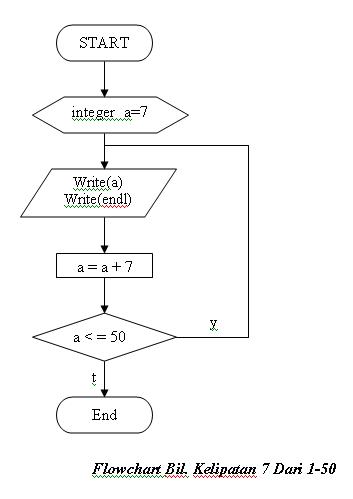 START
integer a=7
Write(a)
Write(endl)
a = a + 7
a < = 50
y
t
End
Flowchart Bil. Kelipatan 7 Dari 1-50